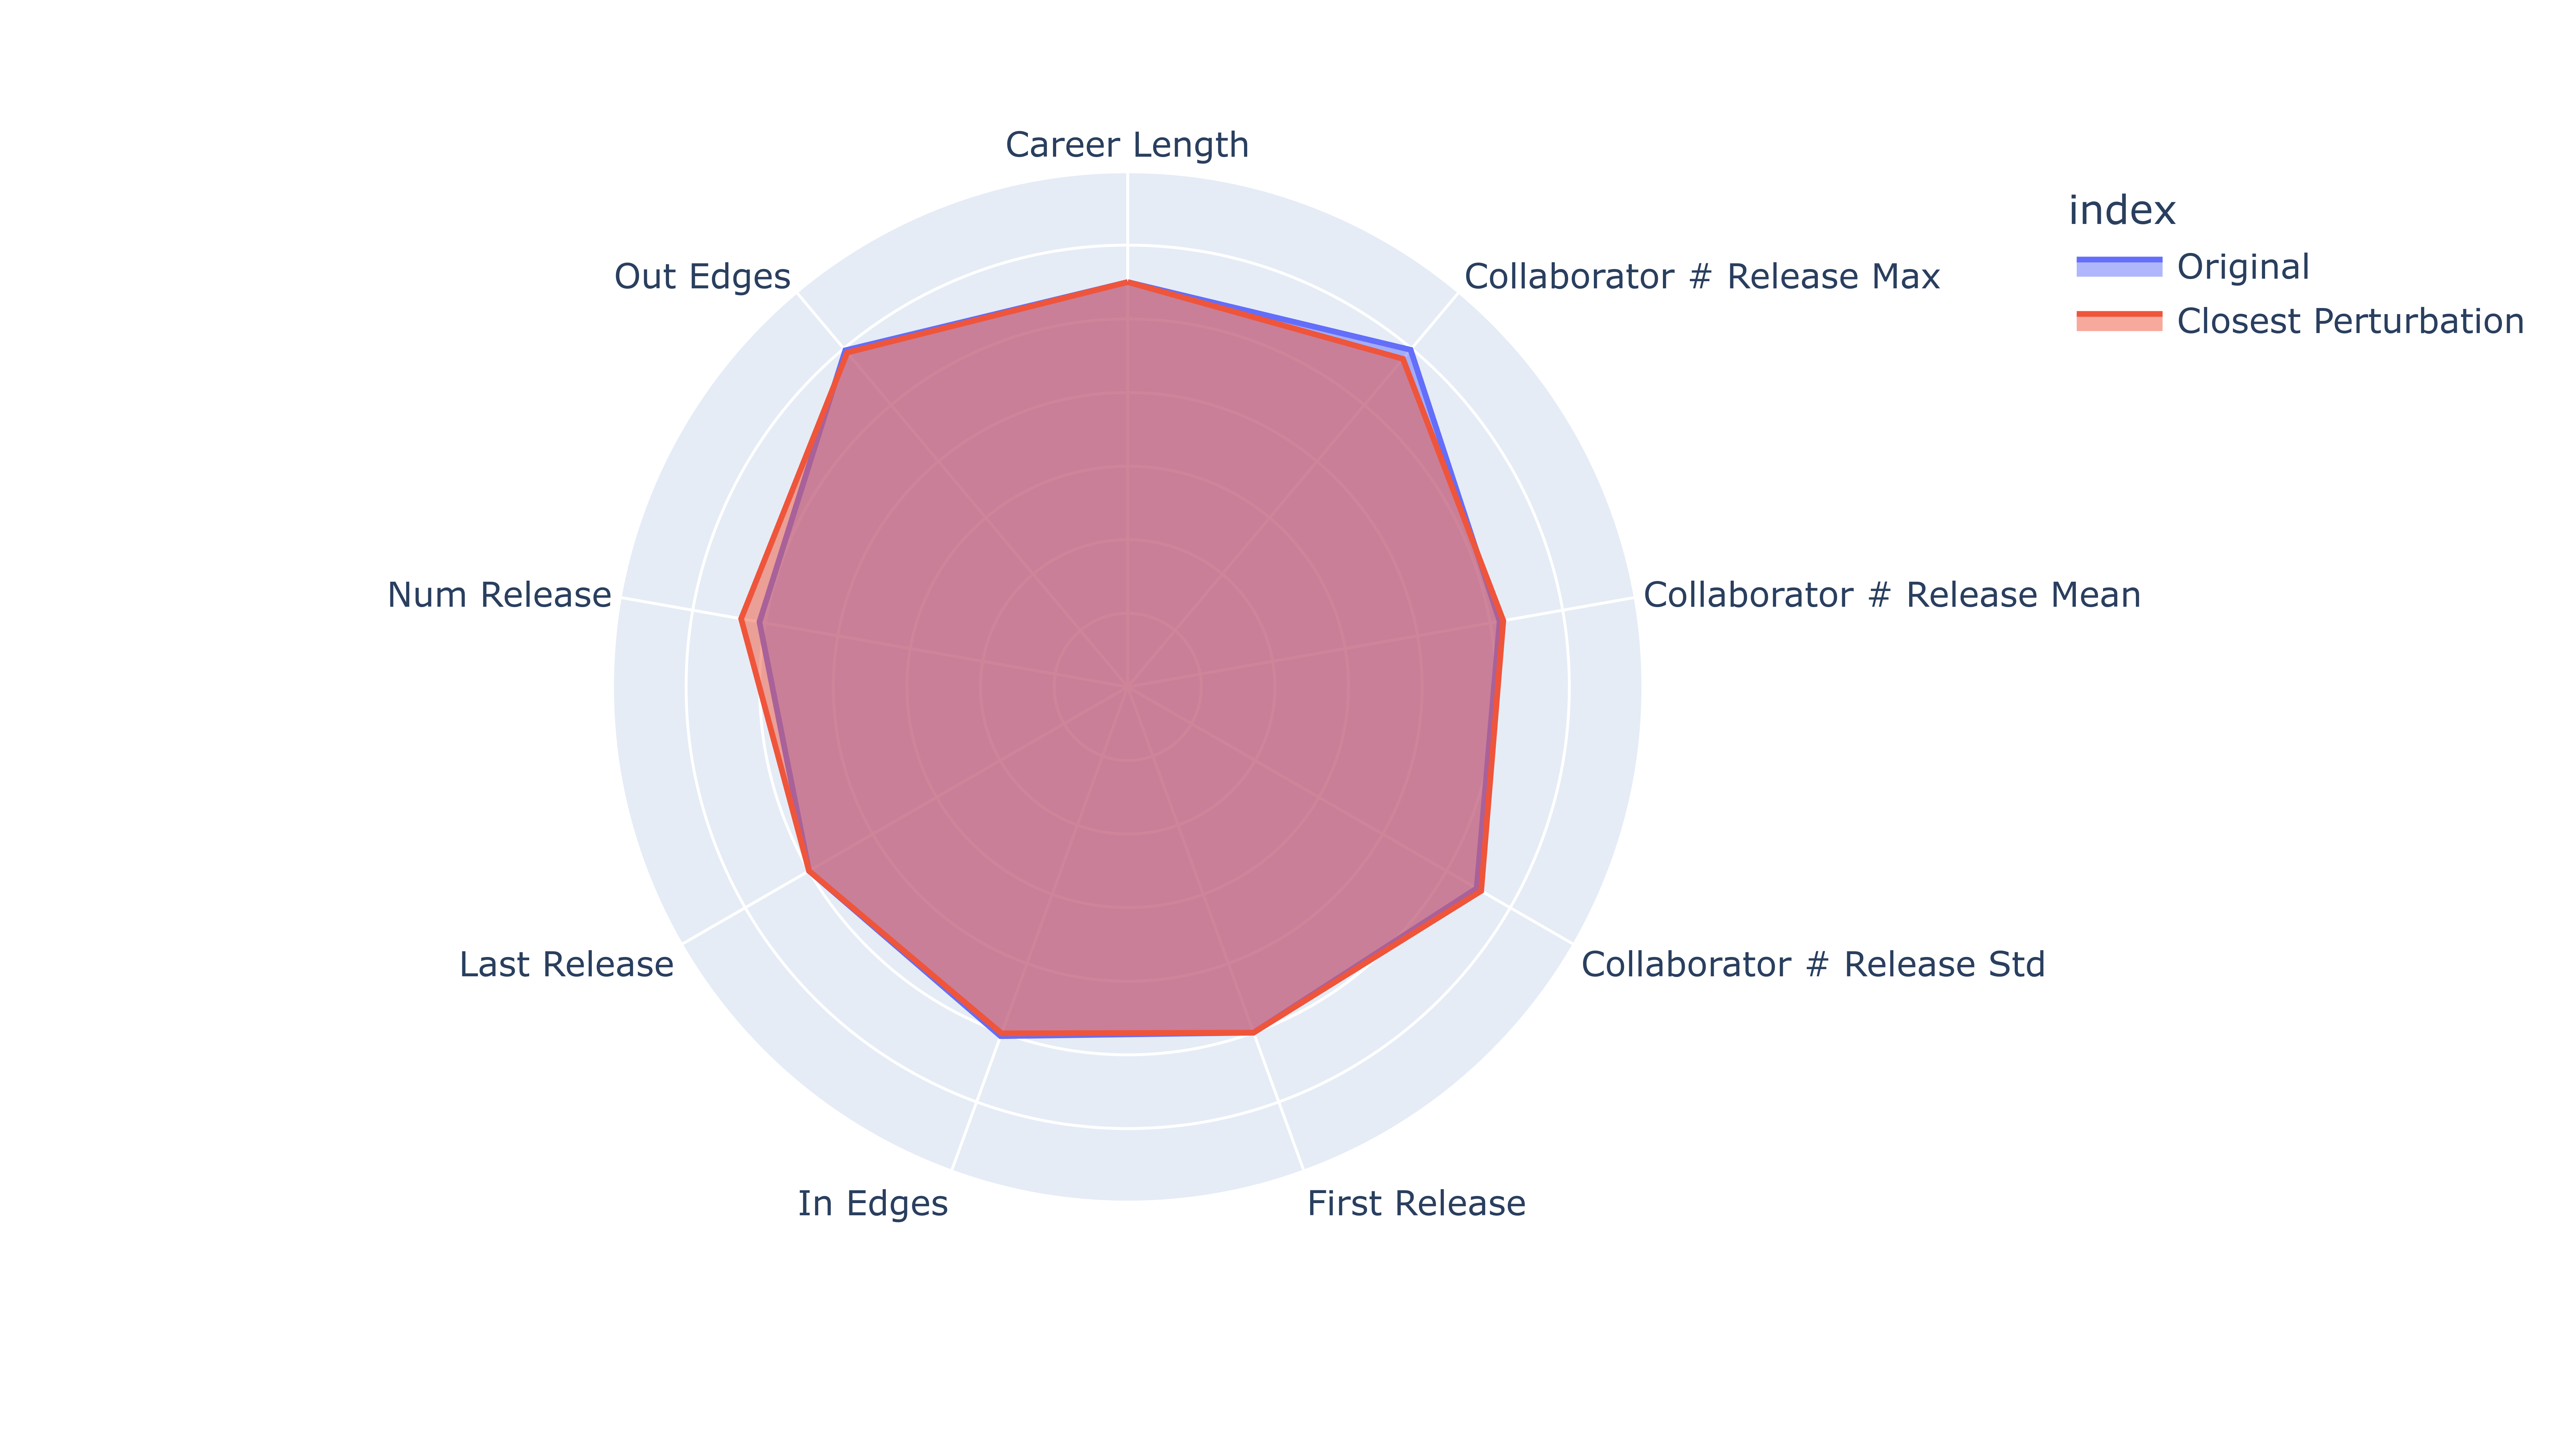 Career Length
Out Edges
Collaborator # Release Max
index
Original
Closest Perturbation
Num Release
Collaborator # Release Mean
Last Release
Collaborator # Release Std
In Edges
First Release